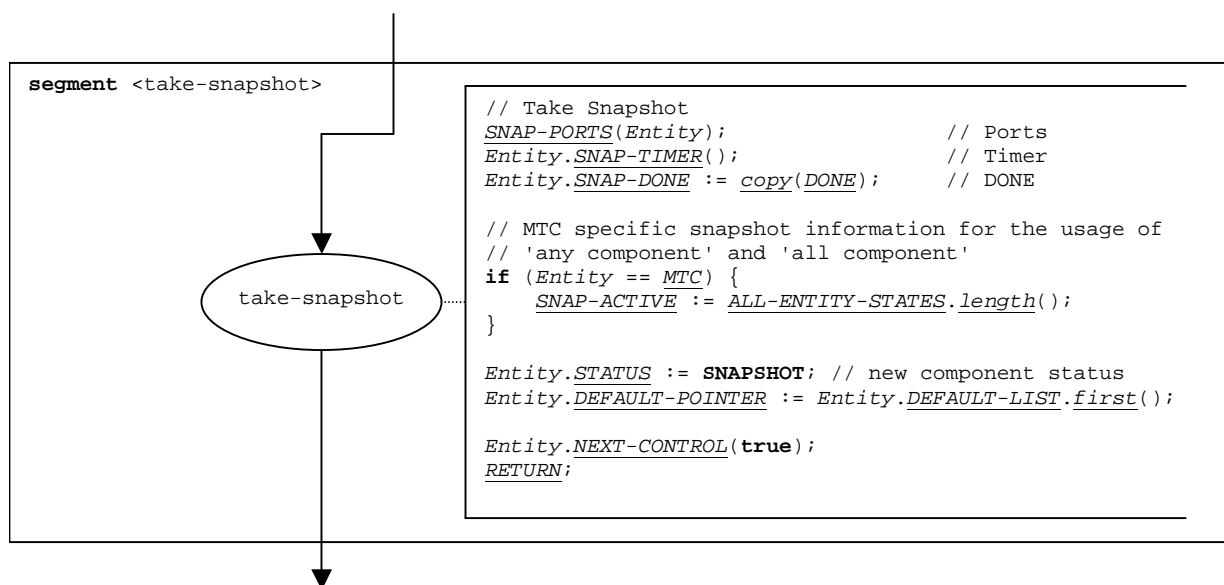 segment <take-snapshot>
// Take Snapshot
SNAP-PORTS(Entity); // Ports
Entity.SNAP-TIMER(); // Timer
Entity.SNAP-DONE := copy(DONE); // DONE
// MTC specific snapshot information for the usage of
// 'any component' and 'all component'
if (Entity == MTC) {
SNAP-ACTIVE := ALL-ENTITY-STATES.length();
}
Entity.STATUS := SNAPSHOT; // new component status
Entity.DEFAULT-POINTER := Entity.DEFAULT-LIST.first();
Entity.NEXT-CONTROL(true);
RETURN;
take-snapshot